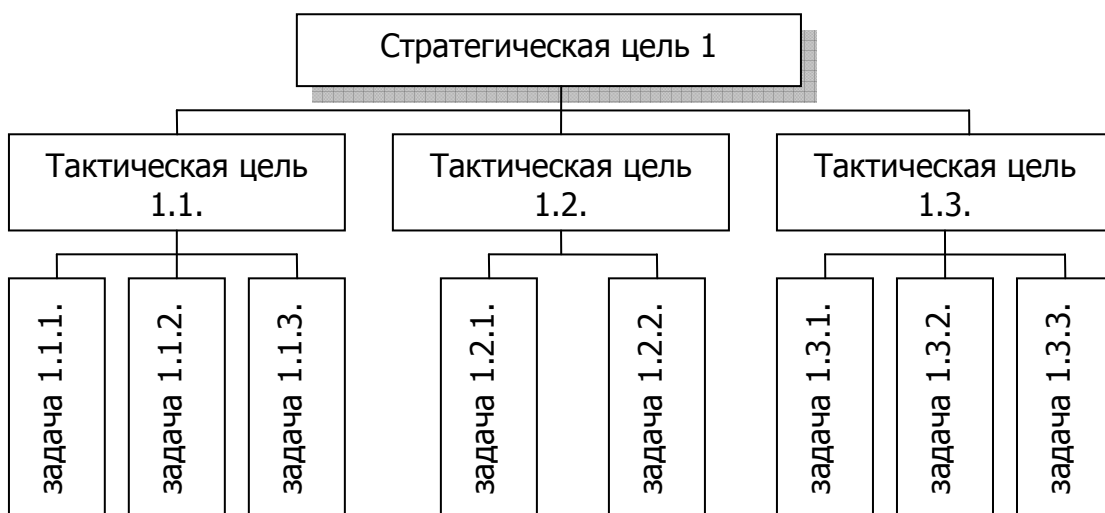 Стратегическая цель 1
Тактическая цель
1.1.
Тактическая цель
1.2.
Тактическая цель
1.3.
задача 1.1.1.
задача 1.1.2.
задача 1.1.3.
задача 1.2.1.
задача 1.2.2.
задача 1.3.1.
задача 1.3.2.
задача 1.3.3.